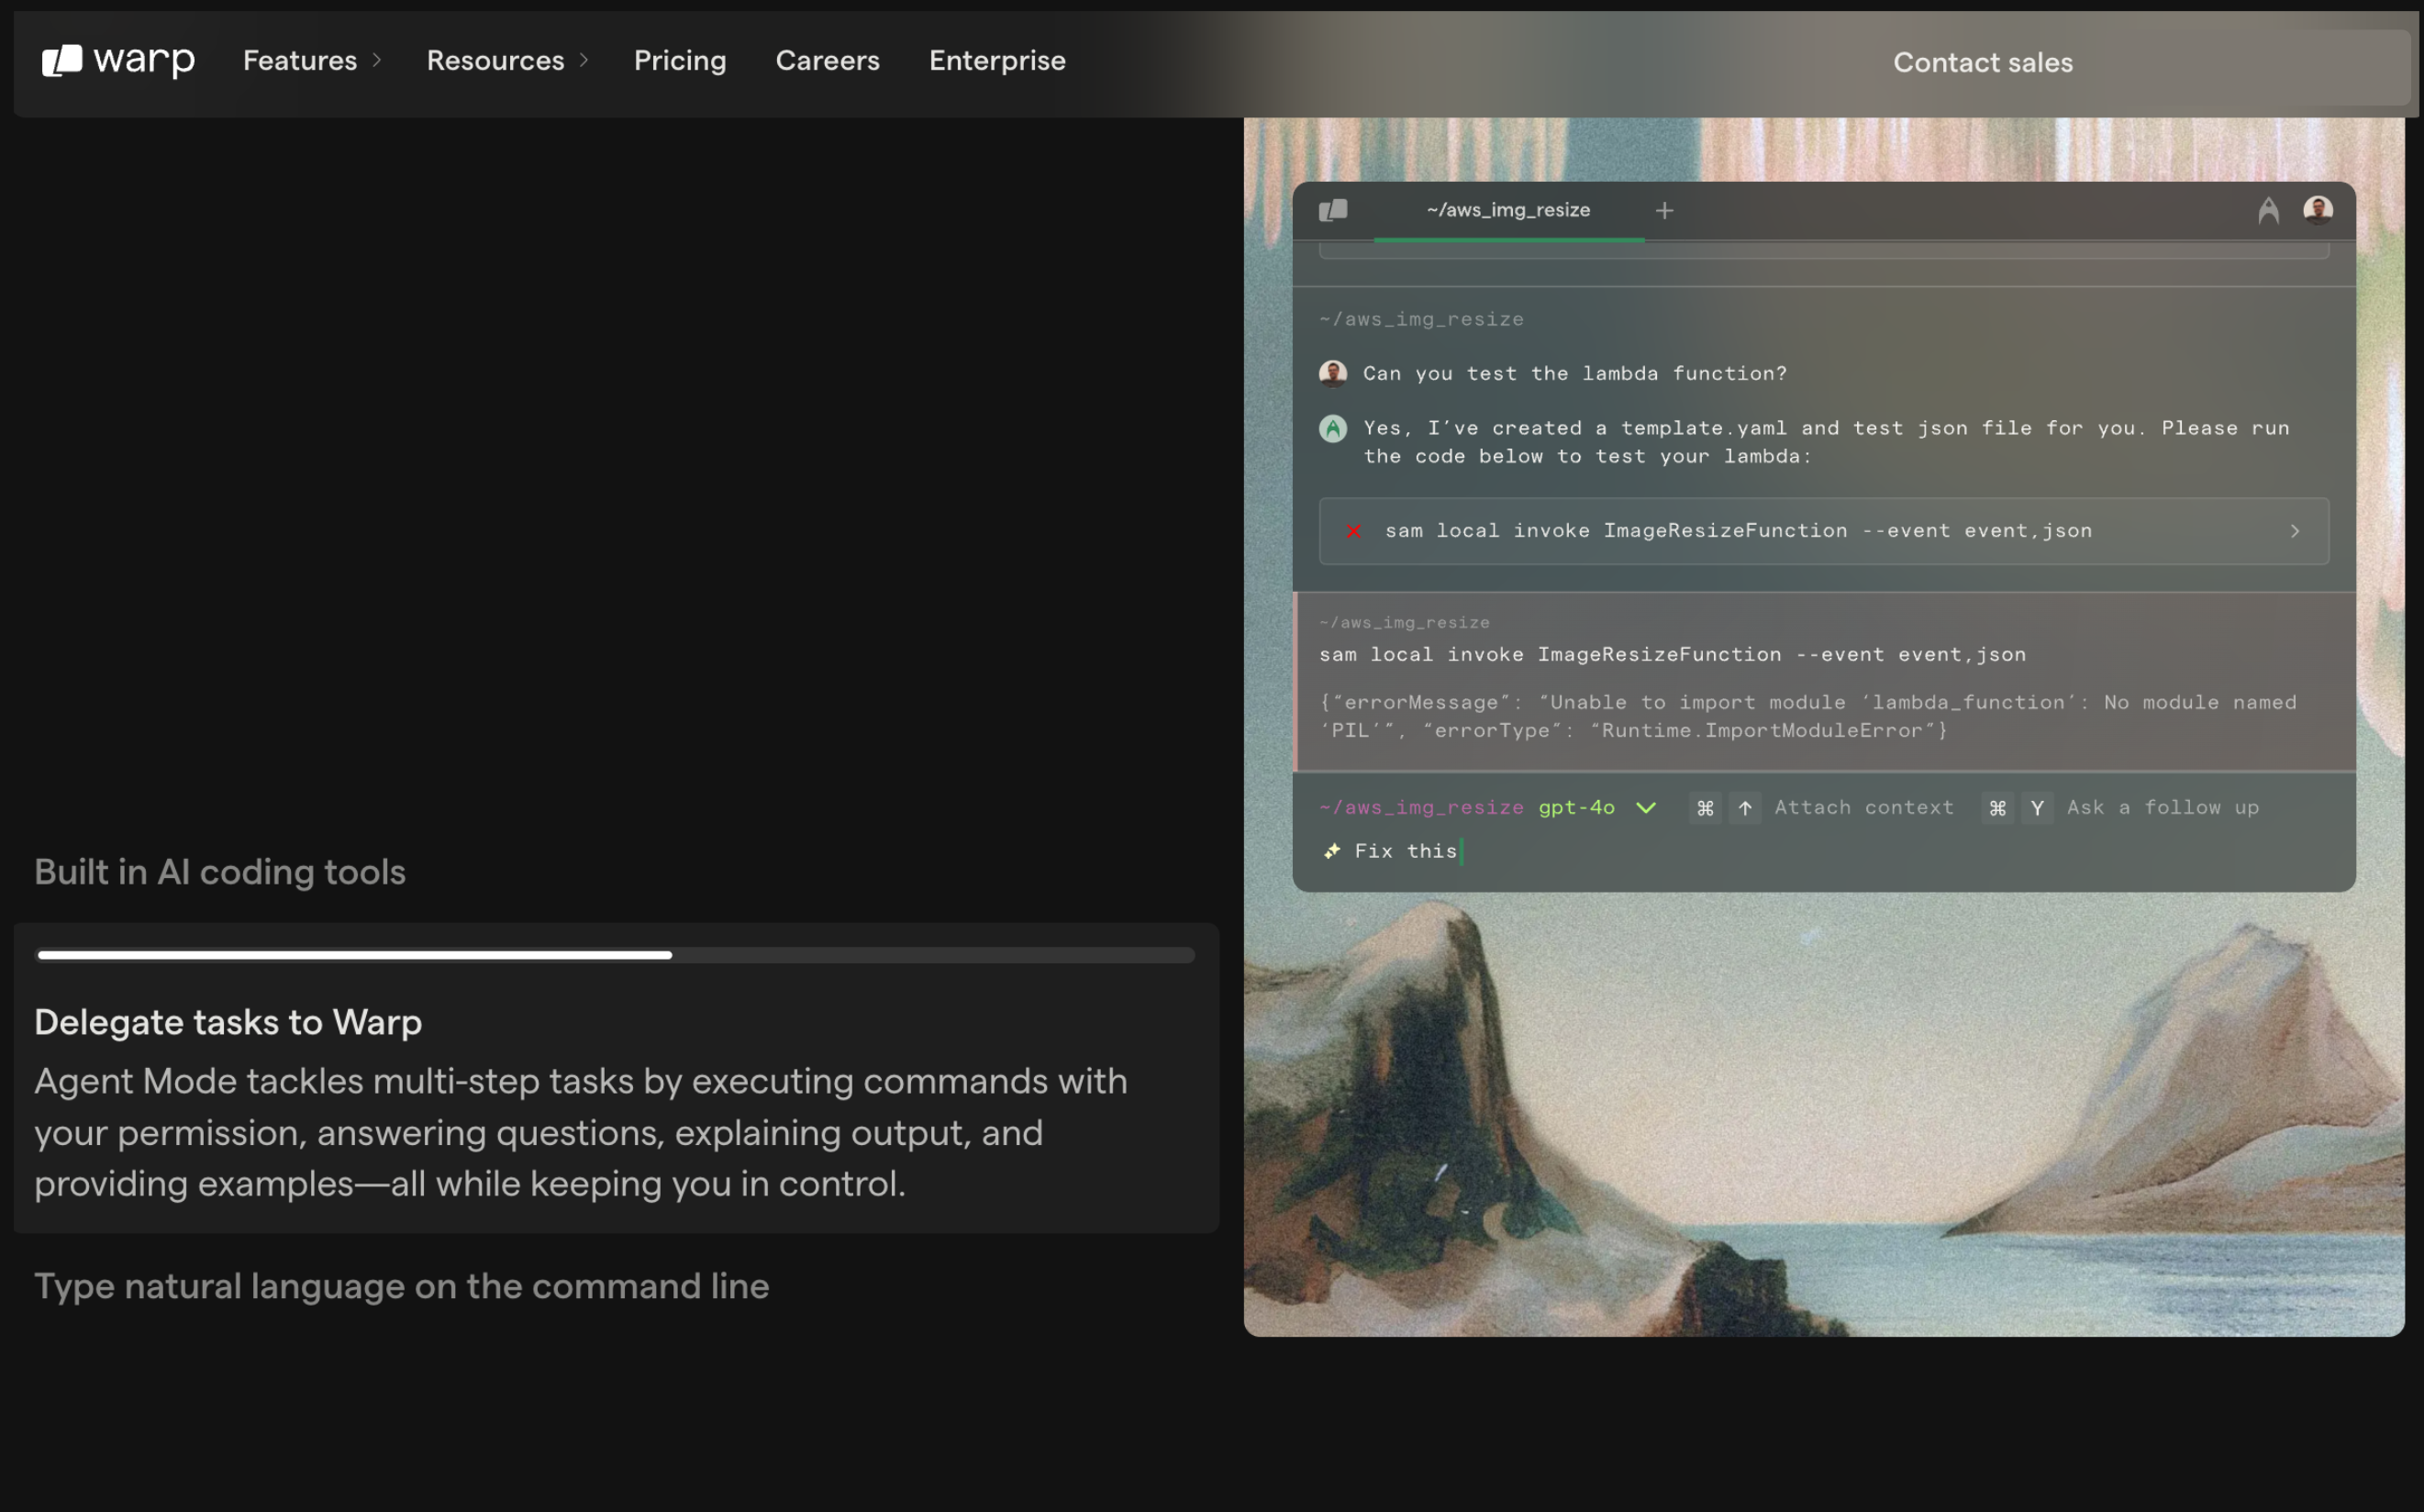 warp Features Resources Pricing Careers Enterprise Contact sales
Built in AI coding tools
Delegate tasks to Warp
Agent Mode tackles multi-step tasks by executing commands with
your permission, answering questions, explaining output, and
providing examples—all while keeping you in control.
Type natural language on the command line
~/aws_img_resize +
~/aws_img_resize
Can you test the lambda function?
Yes, I’ve created a template.yaml and test json file for you. Please run
the code below to test your lambda:
sam local invoke ImageResizeFunction --event event,json
~/aws_img_resize
sam local invoke ImageResizeFunction --event event,json
{“errorMessage”: “Unable to import module ‘lambda_function’: No module named
‘PIL’”, “errorType”: “Runtime.ImportModuleError”}
~/aws_img_resize gpt-4o ⌘ ↑ Attach context ⌘ Y Ask a follow up
Fix this